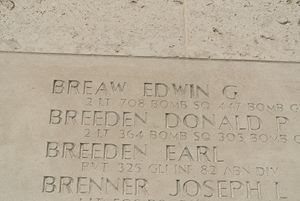 BREAW EDWIN G
2 LT 708 BOMB SQ 447 BOMB G
BREEDEN DONALD P
2 LT 364 BOMB SQ 305 BOMB G
BREEDEN EARL
PVT 325 GLI INF 82 ABN DIV
BRENNER JOSEPH L